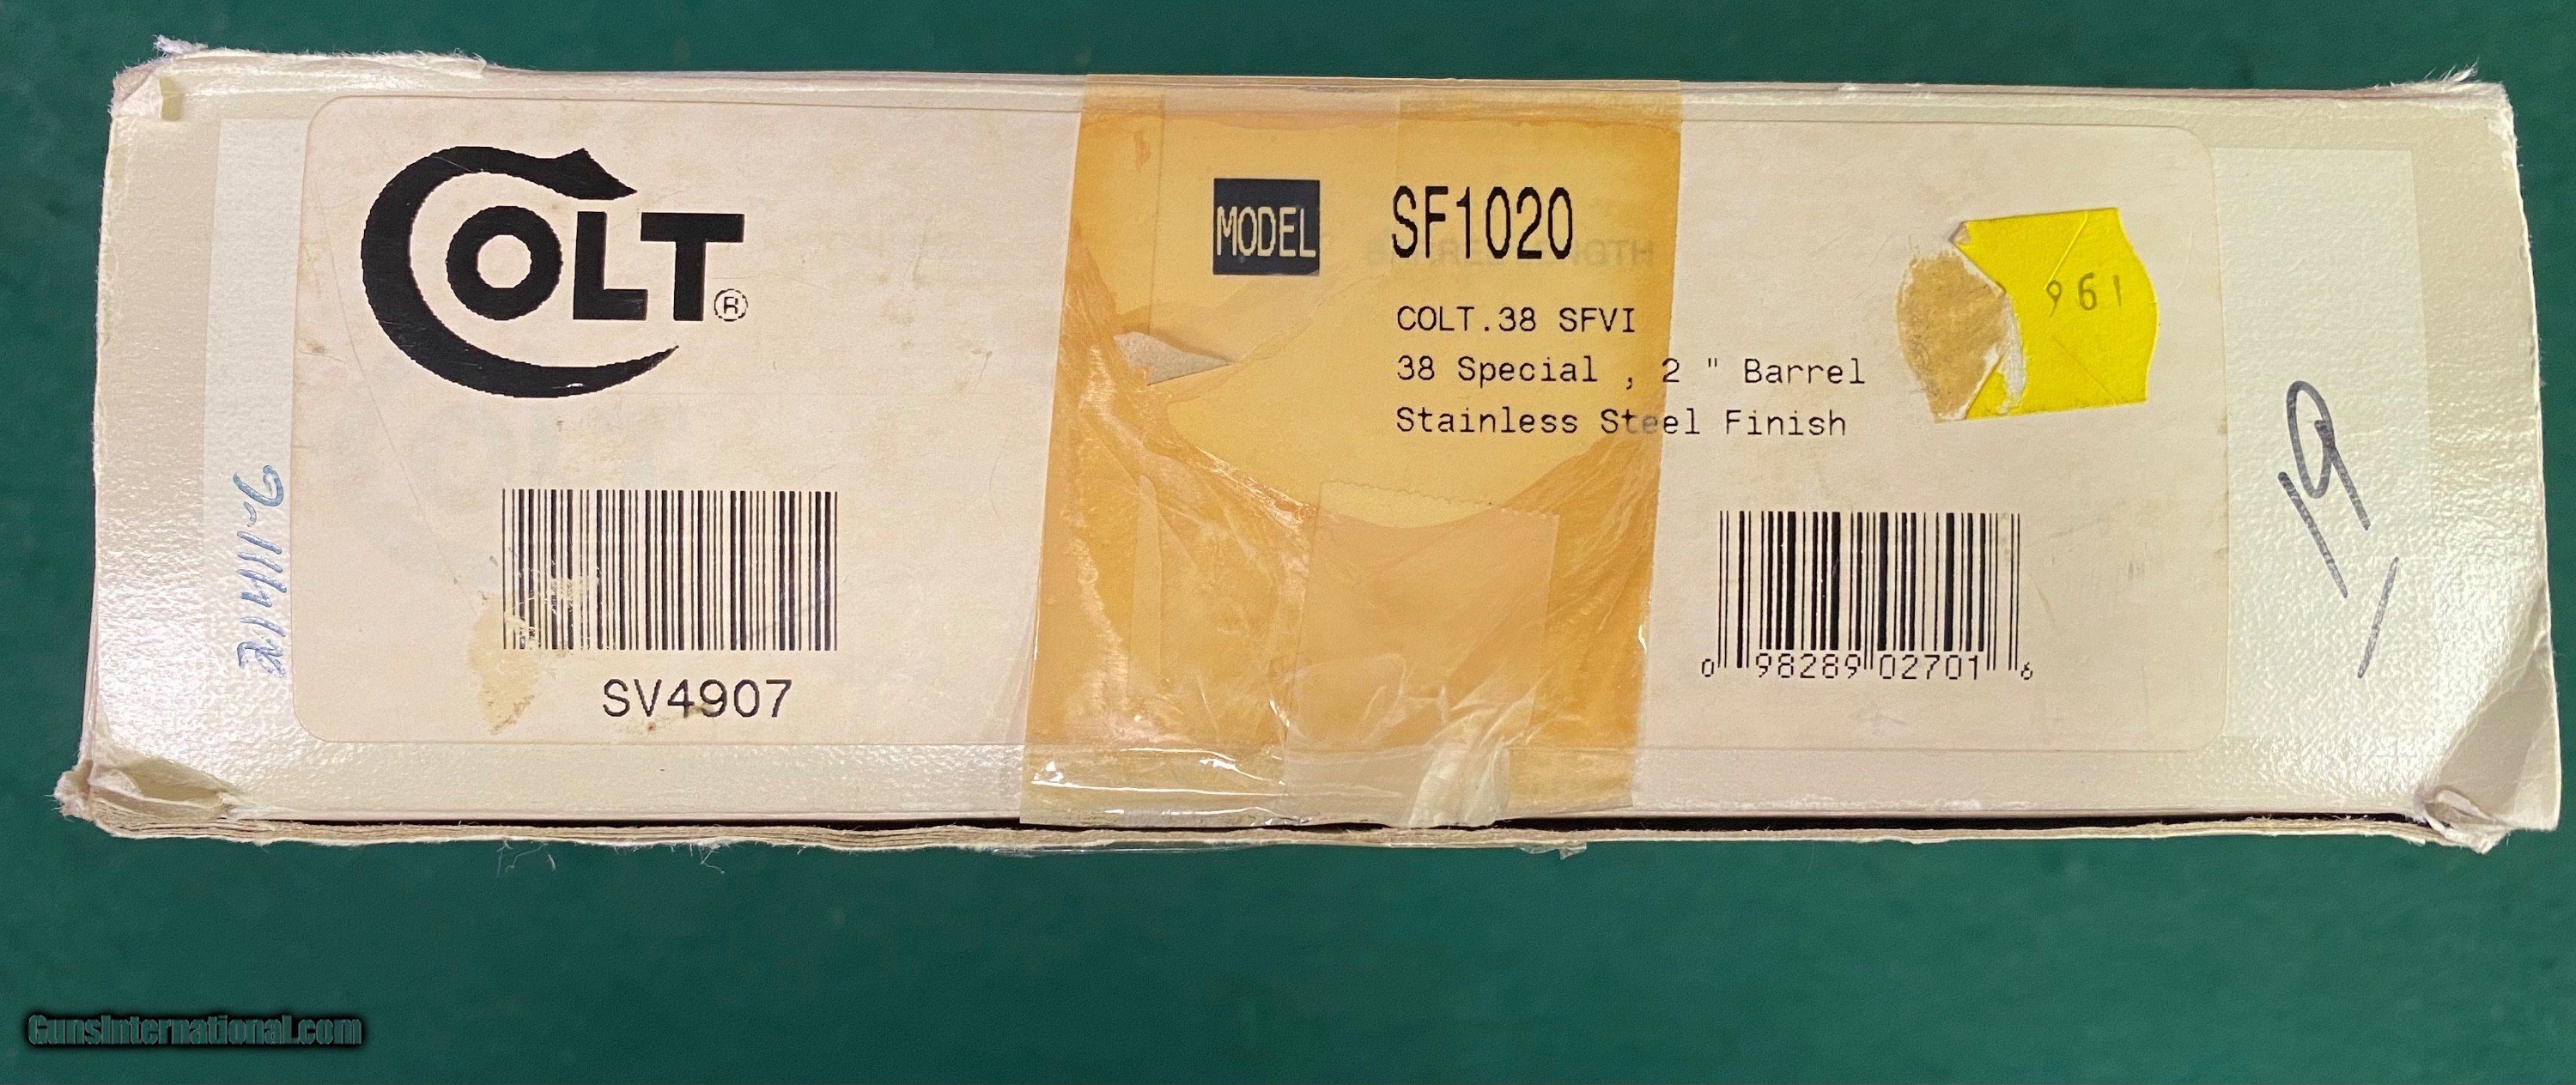 COLT®
MODEL SF1020
COLT.38 SFVI
38 Special , 2 " Barrel
Stainless Steel Finish
961
19
SV4907
0 98289 02701 6
GunsInternational.com